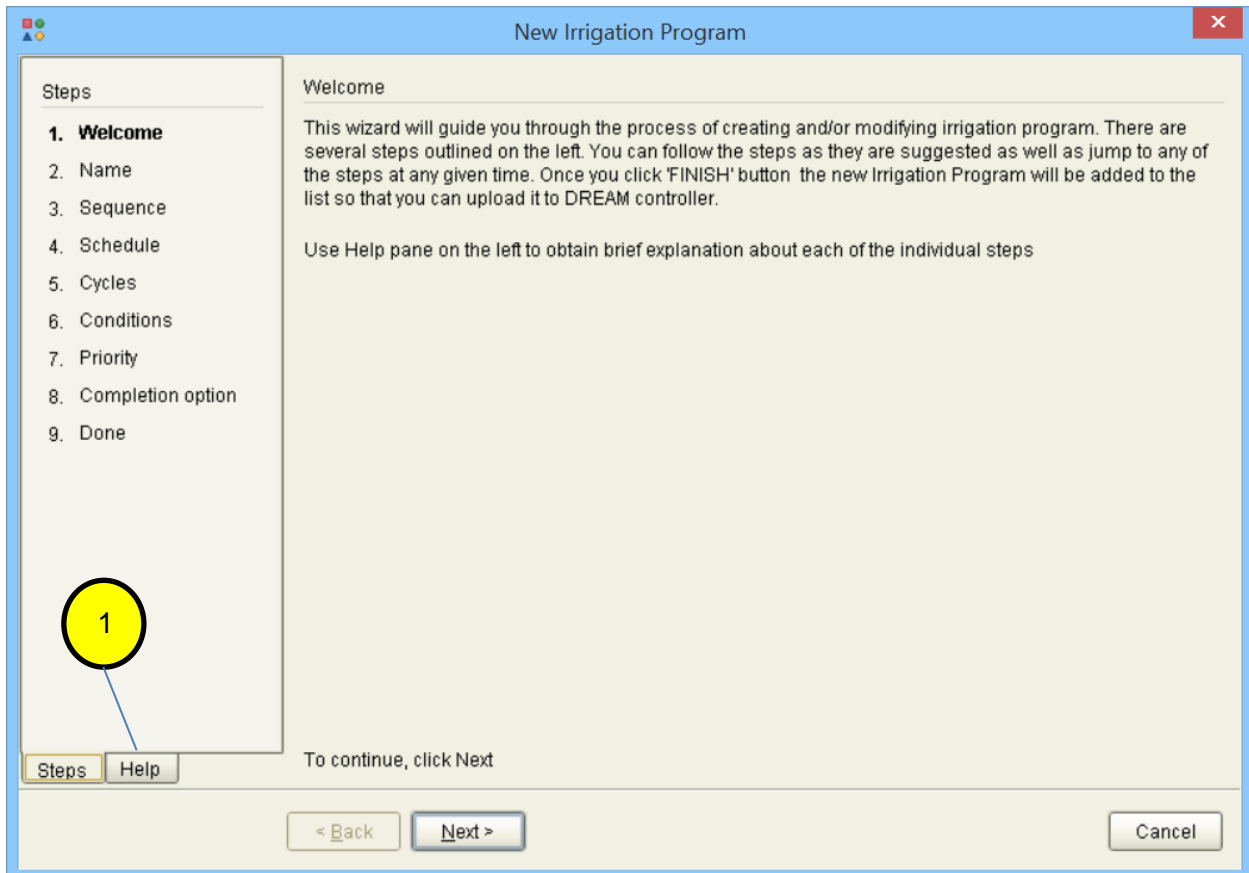 New Irrigation Program
x
Steps
1. Welcome
2. Name
3. Sequence
4. Schedule
5. Cycles
6. Conditions
7. Priority
8. Completion option
9. Done
1
Steps Help
Welcome
This wizard will guide you through the process of creating and/or modifying irrigation program. There are
several steps outlined on the left. You can follow the steps as they are suggested as well as jump to any of
the steps at any given time. Once you click 'FINISH' button the new Irrigation Program will be added to the
list so that you can upload it to DREAM controller.
Use Help pane on the left to obtain brief explanation about each of the individual steps
To continue, click Next
< Back Next > Cancel